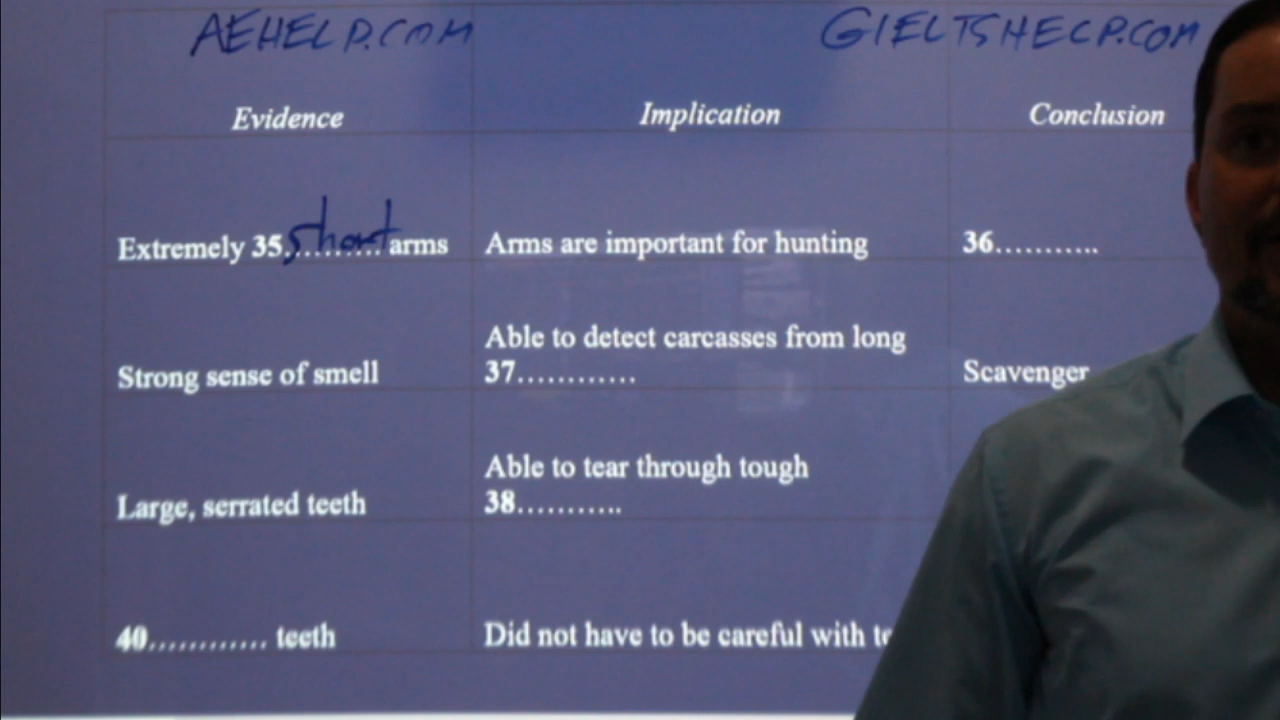 AEHELP.COM GIELTSHELP.COM
Evidence Implication Conclusion
Extremely 35 short......... arms Arms are important for hunting 36...........
Able to detect carcasses from long
Strong sense of smell 37............ Scavenger
Able to tear through tough
Large, serrated teeth 38...........
40............ teeth Did not have to be careful with